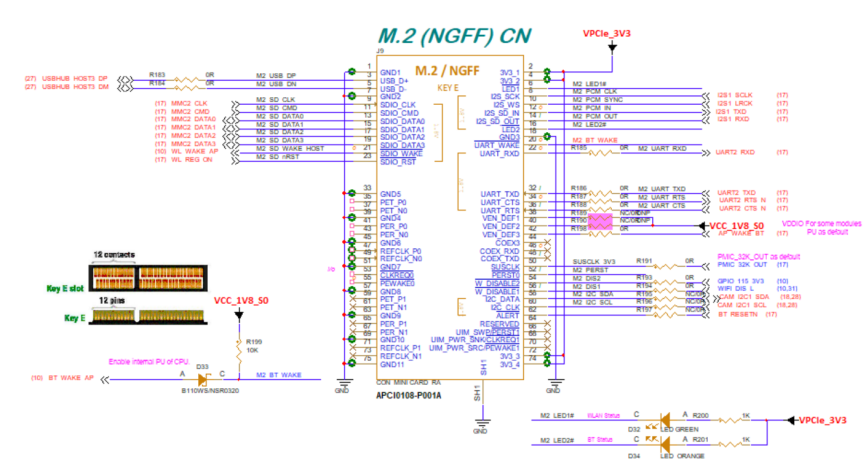 M.2 (NGFF) CN
VPCIe_3V3
J9
M.2 / NGFF
KEY E
(27) USBHUB HOST3 DP R183 0R M2 USB DP
(27) USBHUB HOST3 DM R184 0R M2 USB DN
(17) MMC2 CLK M2 SD CLK
(17) MMC2 CMD M2 SD CMD
(17) MMC2 DATA0 M2 SD DATA0
(17) MMC2 DATA1 M2 SD DATA1
(17) MMC2 DATA2 M2 SD DATA2
(17) MMC2 DATA3 M2 SD DATA3
(10) WL WAKE AP M2 SD WAKE HOST
(17) WL REG ON M2 SD nRST
1 GND1
3 USB_D+
5 USB_D-
7 GND2
9 SDIO_CLK
11 SDIO_CMD
13 SDIO_DATA0
15 SDIO_DATA1
17 SDIO_DATA2
19 SDIO_DATA3
21 SDIO_WAKE
23 SDIO_RST
33 GND5
35 PET_P0
37 PET_N0
39 GND4
41 PER_P0
43 PER_N0
45 GND6
47 REFCLK_P0
49 REFCLK_N0
51 GND7
53 CLKREQ0
55 PEWAKE0
57 GND8
59 PET_P1
61 PET_N1
63 GND9
65 PER_P1
67 PER_N1
69 GND10
71 REFCLK_P1
73 REFCLK_N1
75 GND11
3V3_1 2
3V3_2 4
LED1 6 M2 LED1#
I2S_SCK 8 M2 PCM CLK I2S1 SCLK (17)
I2S_WS 10 M2 PCM SYNC I2S1 LRCK (17)
I2S_SD_IN 12 M2 PCM IN I2S1 TXD (17)
I2S_SD_OUT 14 M2 PCM OUT I2S1 RXD (17)
LED2 16 M2 LED2#
GND3 18
UART_WAKE 20 M2 BT WAKE
UART_RXD 22 R185 0R M2 UART RXD UART2 RXD (17)
UART_TXD 32 R186 0R M2 UART TXD UART2 TXD (17)
UART_CTS 34 R187 0R M2 UART RTS UART2 RTS N (17)
UART_RTS 36 R188 0R M2 UART CTS UART2 CTS N (17)
VEN_DEF1 38 R189 NC/0R/DNP
VEN_DEF2 40 R190 NC/0R/DNP VCC_1V8_S0
VEN_DEF3 42 R198 0R AP_WAKE_BT (17)
VDDIO For some modules
PU as default
COEX3 44
COEX_RXD 46
COEX_TXD 48
SUSCLK 50 SUSCLK 3V3 R191 0R PMIC 32K OUT (17)
PMIC_32K_OUT as default
PERST0 52 M2 PERST
W_DISABLE2 54 M2 DIS2 R193 0R GPIO 11S 3V3 (10)
W_DISABLE1 56 M2 DIS1 R194 0R WIFI DIS L (10,31)
I2C_DATA 58 M2 I2C SDA R195 NC/0R CAM I2C1 SDA (18,28)
I2C_CLK 60 M2 I2C SCL R196 NC/0R CAM I2C1 SCL (18,28)
ALERT 62 R197 NC/0R BT RESETN (17)
RESERVED 64
UIM_SWP/PERST1 66
UIM_PWR_SNK/CLKREQ1 68
UIM_PWR_SRC/PEWAKE1 70
3V3_3 72
3V3_4 74
12 contacts
Key E slot
12 pins
Key E
VCC_1V8_S0
R199
10K
Enable internal PU of CPU.
D33
(10) BT WAKE AP A C M2 BT WAKE
B110WS/NSR0320
GND
CON MINI CARD RA
APCI0108-P001A
SH1
SH1
GND
GND
M2 LED1# WLAN Status C A R200 1K VPCIe_3V3
D32 LED GREEN
M2 LED2# BT Status C A R201 1K
D34 LED ORANGE